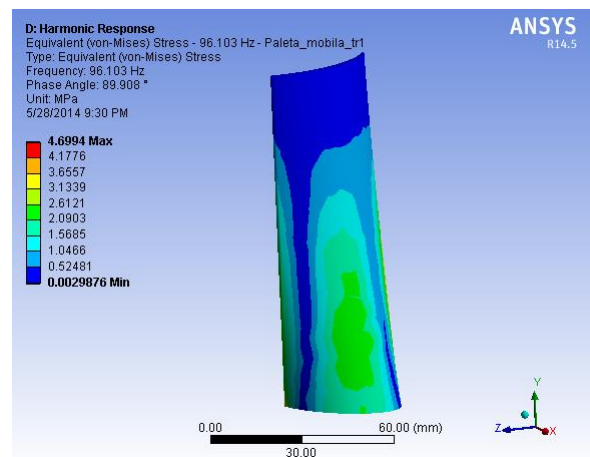 D: Harmonic Response
Equivalent (von-Mises) Stress - 96.103 Hz - Paleta_mobila_tr1
Type: Equivalent (von-Mises) Stress
Frequency: 96.103 Hz
Phase Angle: 89.908 °
Unit: MPa
5/28/2014 9:30 PM
ANSYS
R14.5
4.6994 Max
4.1776
3.6557
3.1339
2.6121
2.0903
1.5685
1.0466
0.52481
0.0029876 Min
0.00
60.00 (mm)
30.00
Y
Z
X